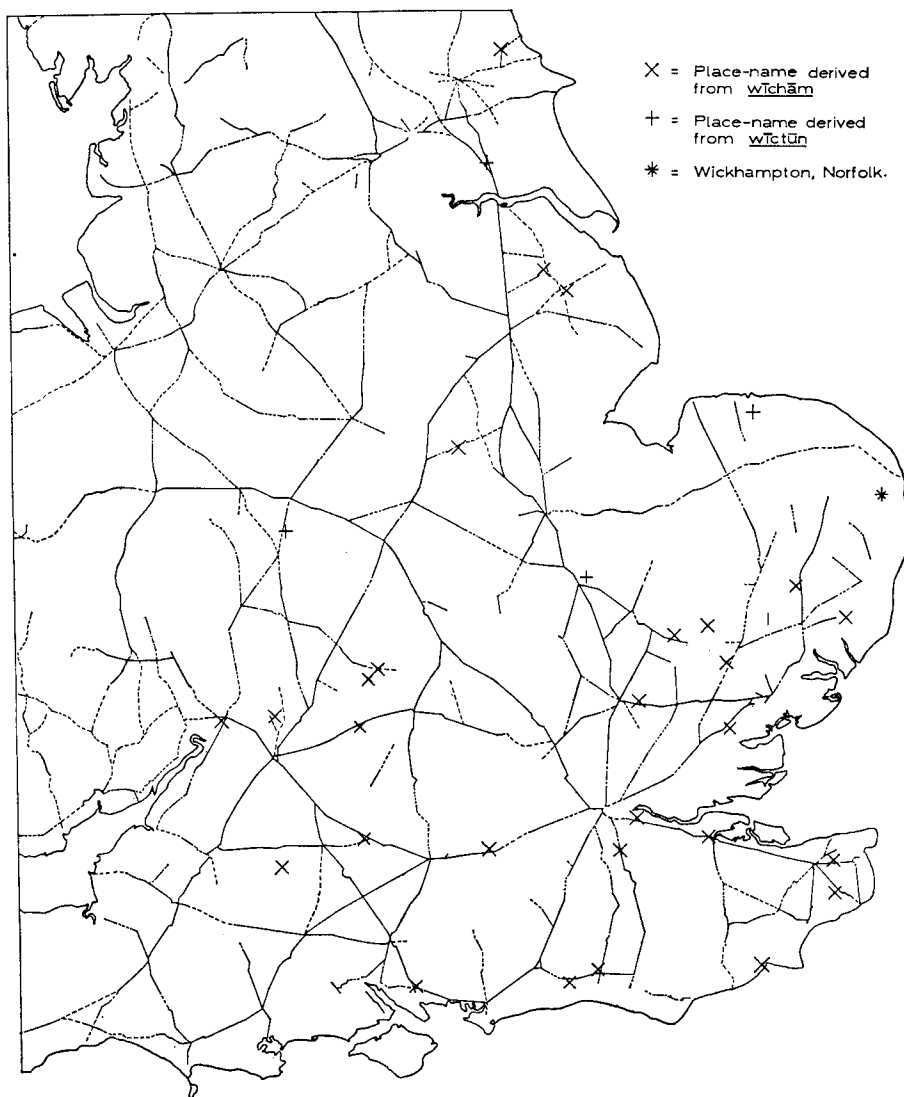 × = Place-name derived
from wīchām
+ = Place-name derived
from wīctūn
* = Wickhampton, Norfolk.